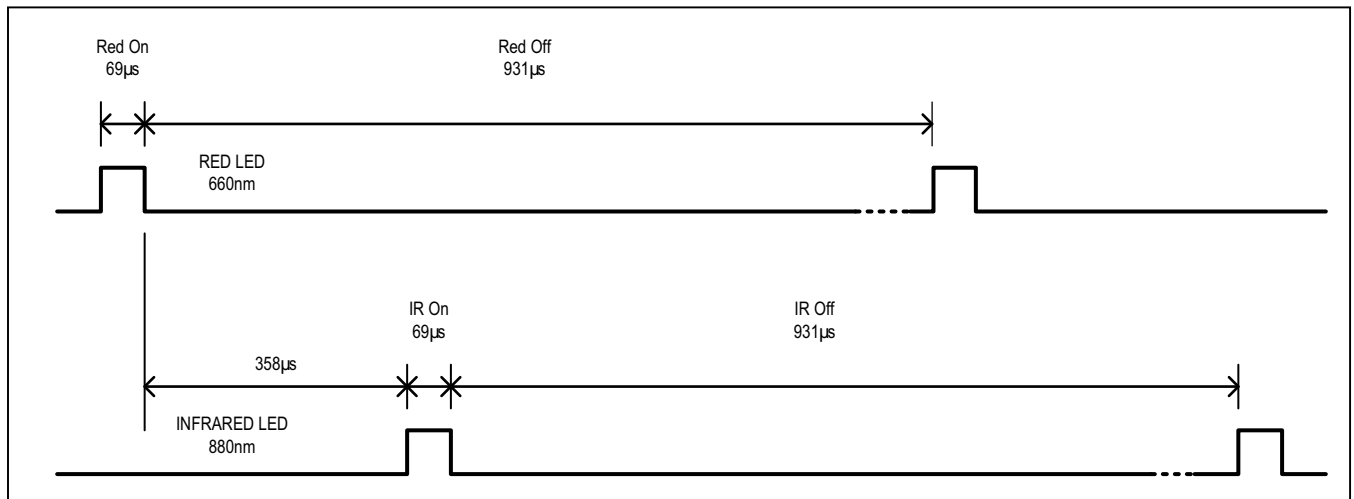 Red On
69µs
Red Off
931µs
RED LED
660nm
IR On
69µs
IR Off
931µs
358µs
INFRARED LED
880nm